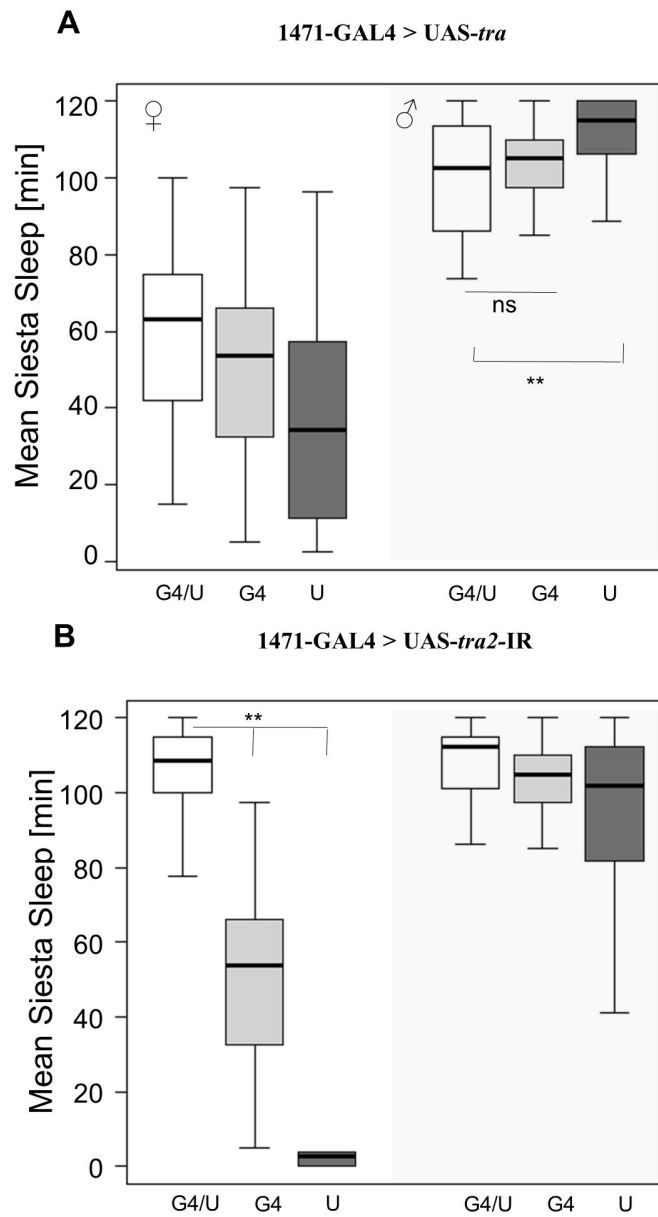 A
1471-GAL4 > UAS-tra
Mean Siesta Sleep [min]
120
100
80
60
40
20
0
♀
♂
ns
**
G4/U G4 U G4/U G4 U
B
1471-GAL4 > UAS-tra2-IR
Mean Siesta Sleep [min]
120
100
80
60
40
20
0
**
G4/U G4 U G4/U G4 U